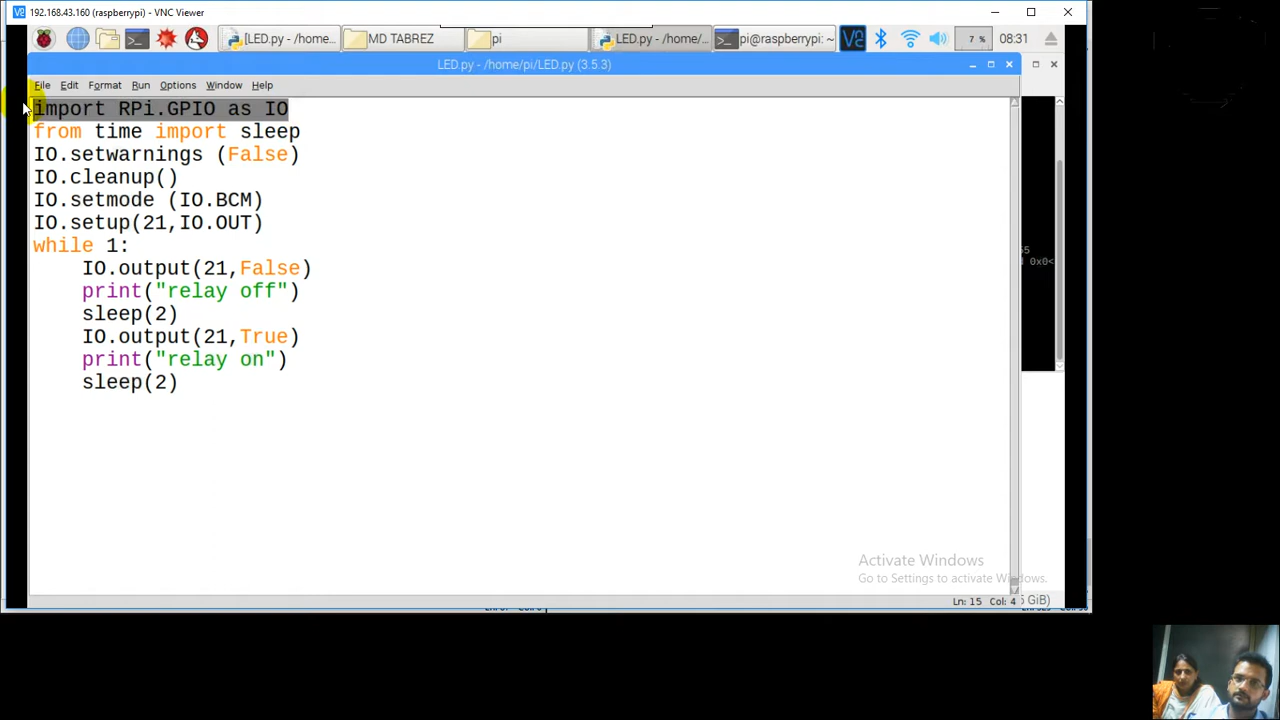 192.168.43.160 (raspberrypi) - VNC Viewer
[LED.py - /home... MD TABREZ pi LED.py - /home/... pi@raspberrypi: ~ 7 % 08:31
LED.py - /home/pi/LED.py (3.5.3)
File Edit Format Run Options Window Help
import RPi.GPIO as IO
from time import sleep
IO.setwarnings (False)
IO.cleanup()
IO.setmode (IO.BCM)
IO.setup(21,IO.OUT)
while 1:
IO.output(21,False)
print("relay off")
sleep(2)
IO.output(21,True)
print("relay on")
sleep(2)
d 0x0<
Activate Windows
Go to Settings to activate Windows.
Ln: 15 Col: 4
GiB)